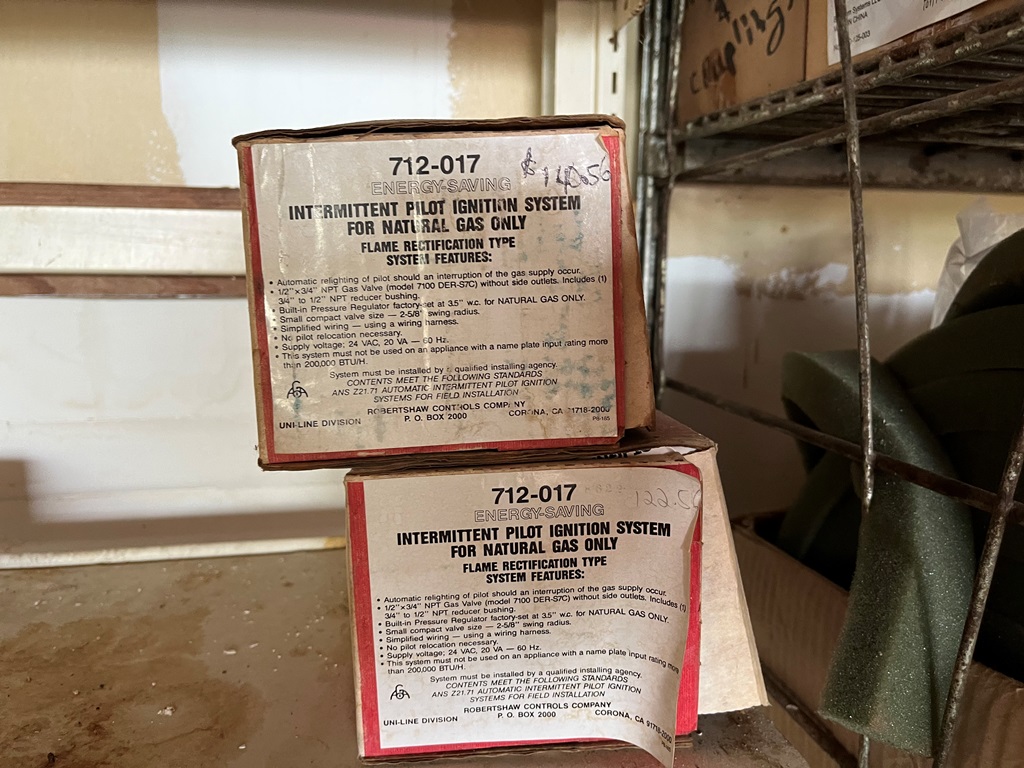 712-017
$140.56
ENERGY-SAVING
INTERMITTENT PILOT IGNITION SYSTEM
FOR NATURAL GAS ONLY
FLAME RECTIFICATION TYPE
SYSTEM FEATURES:
• Automatic relighting of pilot should an interruption of the gas supply occur.
• 1/2"×3/4" NPT Gas Valve (model 7100 DER-S7C) without side outlets. Includes (1)
3/4" to 1/2" NPT reducer bushing.
• Built-in Pressure Regulator factory-set at 3.5" w.c. for NATURAL GAS ONLY.
• Small compact valve size — 2-5/8" swing radius.
• Simplified wiring — using a wiring harness.
• No pilot relocation necessary.
• Supply voltage; 24 VAC, 20 VA — 60 Hz.
• This system must not be used on an appliance with a name plate input rating more
than 200,000 BTU/H.
System must be installed by a qualified installing agency.
CONTENTS MEET THE FOLLOWING STANDARDS
ANS Z21.71 AUTOMATIC INTERMITTENT PILOT IGNITION
SYSTEMS FOR FIELD INSTALLATION
ROBERTSHAW CONTROLS COMPANY
UNI-LINE DIVISION P. O. BOX 2000 CORONA, CA 91718-2000
712-017
122.50
ENERGY-SAVING
INTERMITTENT PILOT IGNITION SYSTEM
FOR NATURAL GAS ONLY
FLAME RECTIFICATION TYPE
SYSTEM FEATURES:
• Automatic relighting of pilot should an interruption of the gas supply occur.
• 1/2"×3/4" NPT Gas Valve (model 7100 DER-S7C) without side outlets. Includes (1)
3/4" to 1/2" NPT reducer bushing.
• Built-in Pressure Regulator factory-set at 3.5" w.c. for NATURAL GAS ONLY.
• Small compact valve size — 2-5/8" swing radius.
• Simplified wiring — using a wiring harness.
• No pilot relocation necessary.
• Supply voltage; 24 VAC, 20 VA — 60 Hz.
• This system must not be used on an appliance with a name plate input rating more
than 200,000 BTU/H.
System must be installed by a qualified installing agency.
CONTENTS MEET THE FOLLOWING STANDARDS
ANS Z21.71 AUTOMATIC INTERMITTENT PILOT IGNITION
SYSTEMS FOR FIELD INSTALLATION
ROBERTSHAW CONTROLS COMPANY
UNI-LINE DIVISION P. O. BOX 2000 CORONA, CA 91718-2000
couplings
Systems LLC
IN CHINA